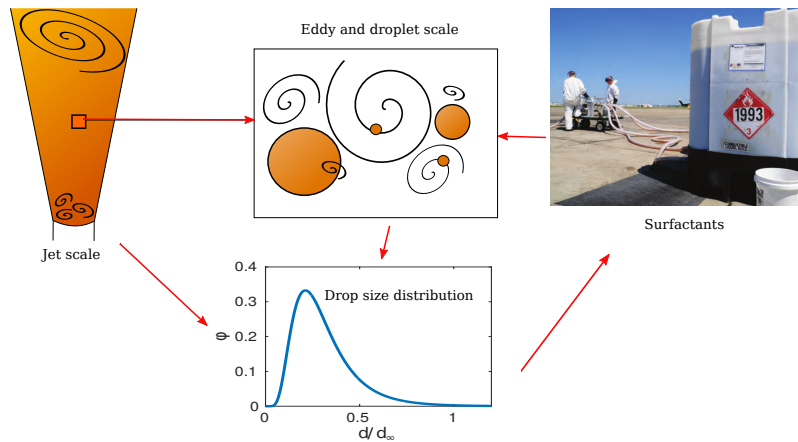 Eddy and droplet scale
1993
3
Surfactants
Jet scale
Drop size distribution
0.4
0.3
0.2
0.1
0
φ
0
0.5
1
d/d∞